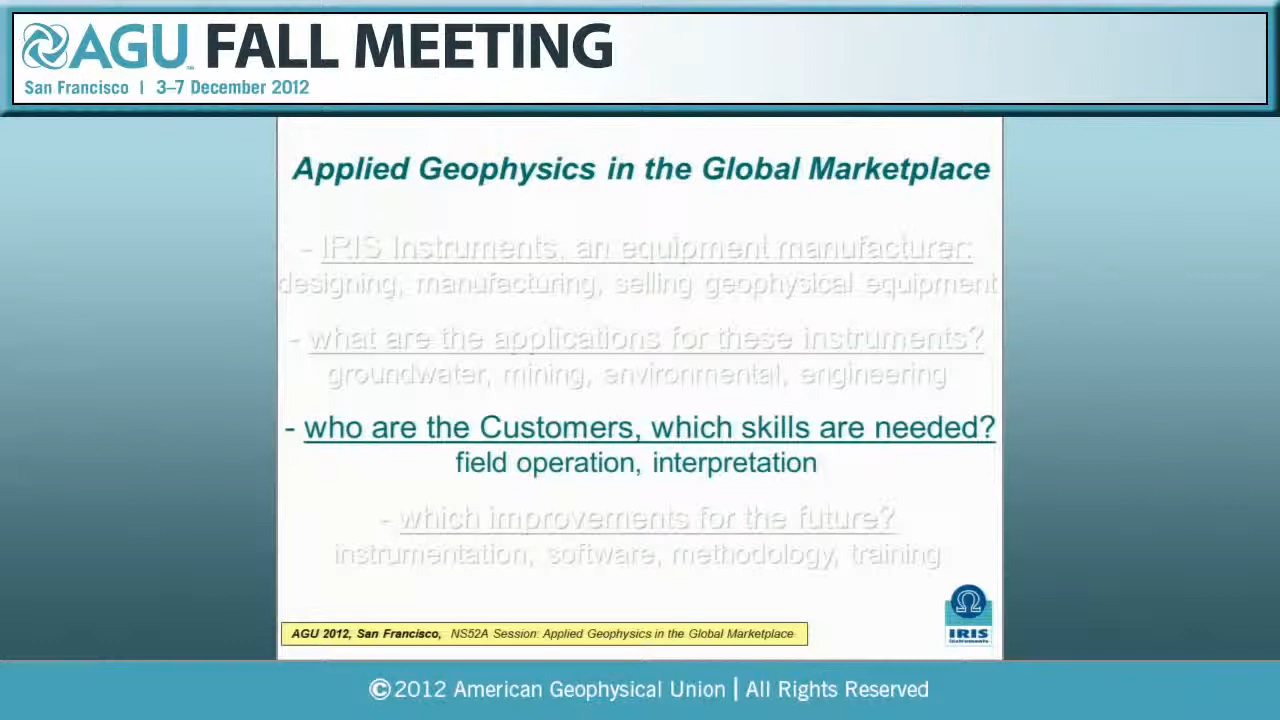 AGU FALL MEETING
San Francisco | 3–7 December 2012
Applied Geophysics in the Global Marketplace
- IRIS Instruments, an equipment manufacturer:
designing, manufacturing, selling geophysical equipment
- what are the applications for these instruments?
groundwater, mining, environmental, engineering
- who are the Customers, which skills are needed?
field operation, interpretation
- which improvements for the future?
instrumentation, software, methodology, training
Ω
IRIS
Instruments
AGU 2012, San Francisco, NS52A Session: Applied Geophysics in the Global Marketplace
©2012 American Geophysical Union | All Rights Reserved